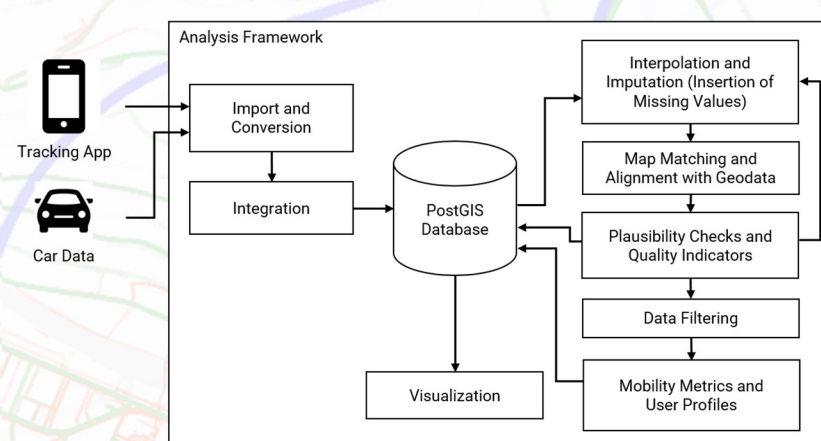 Analysis Framework
Tracking App
Car Data
Import and
Conversion
Integration
PostGIS
Database
Visualization
Interpolation and
Imputation (Insertion of
Missing Values)
Map Matching and
Alignment with Geodata
Plausibility Checks and
Quality Indicators
Data Filtering
Mobility Metrics and
User Profiles